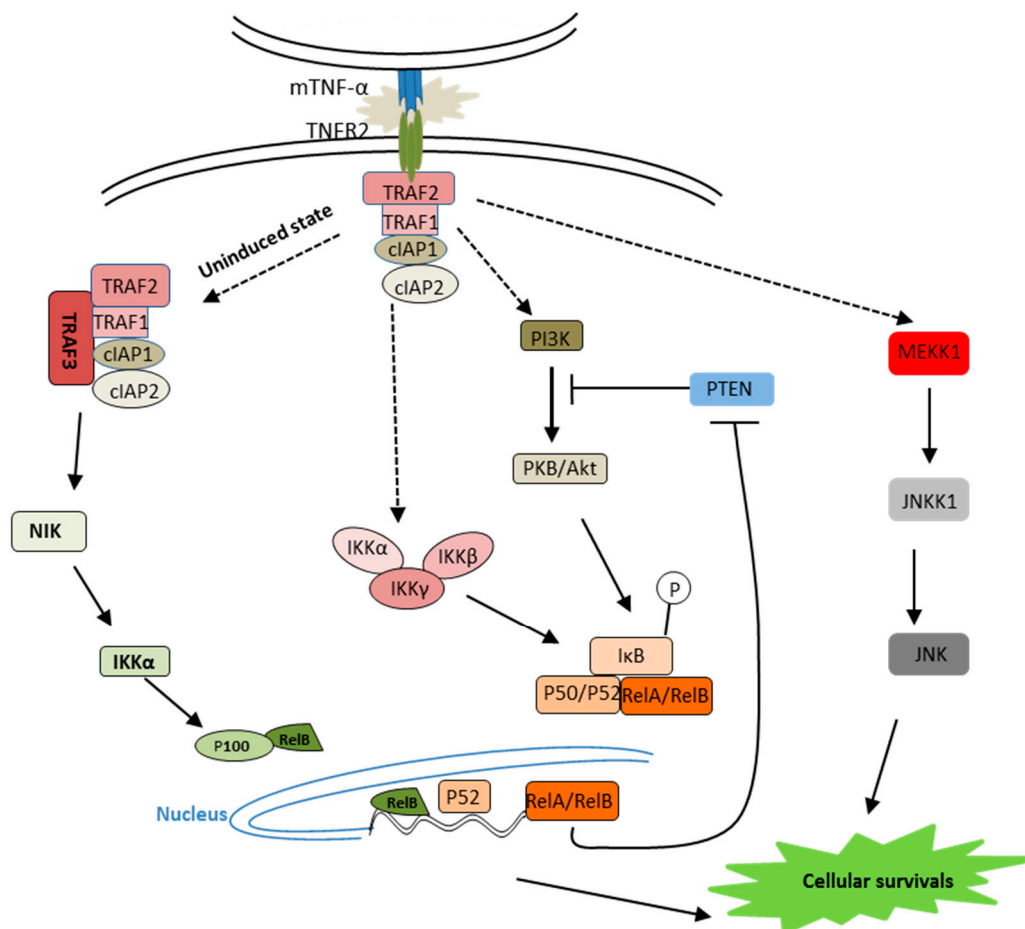 mTNF-α
TNFR2
TRAF2
TRAF1
cIAP1
cIAP2
Uninduced state
TRAF3
TRAF2
TRAF1
cIAP1
cIAP2
PI3K
PTEN
MEKK1
PKB/Akt
JNKK1
NIK
IKKα
IKKβ
IKKγ
P
IκB
P50/P52
RelA/RelB
JNK
IKKα
P100
RelB
Nucleus
RelB
P52
RelA/RelB
Cellular survivals